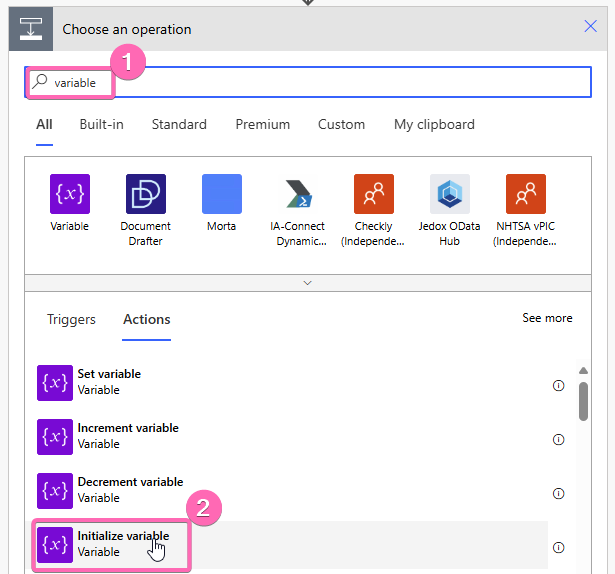 Choose an operation
1
variable
All Built-in Standard Premium Custom My clipboard
{x}
Variable
Document
Drafter
Morta
IA-Connect
Dynamic...
Checkly
(Independe...
Jedox OData
Hub
NHTSA vPIC
(Independe...
Triggers Actions See more
{x} Set variable
Variable
{x} Increment variable
Variable
{x} Decrement variable
Variable
2
{x} Initialize variable
Variable